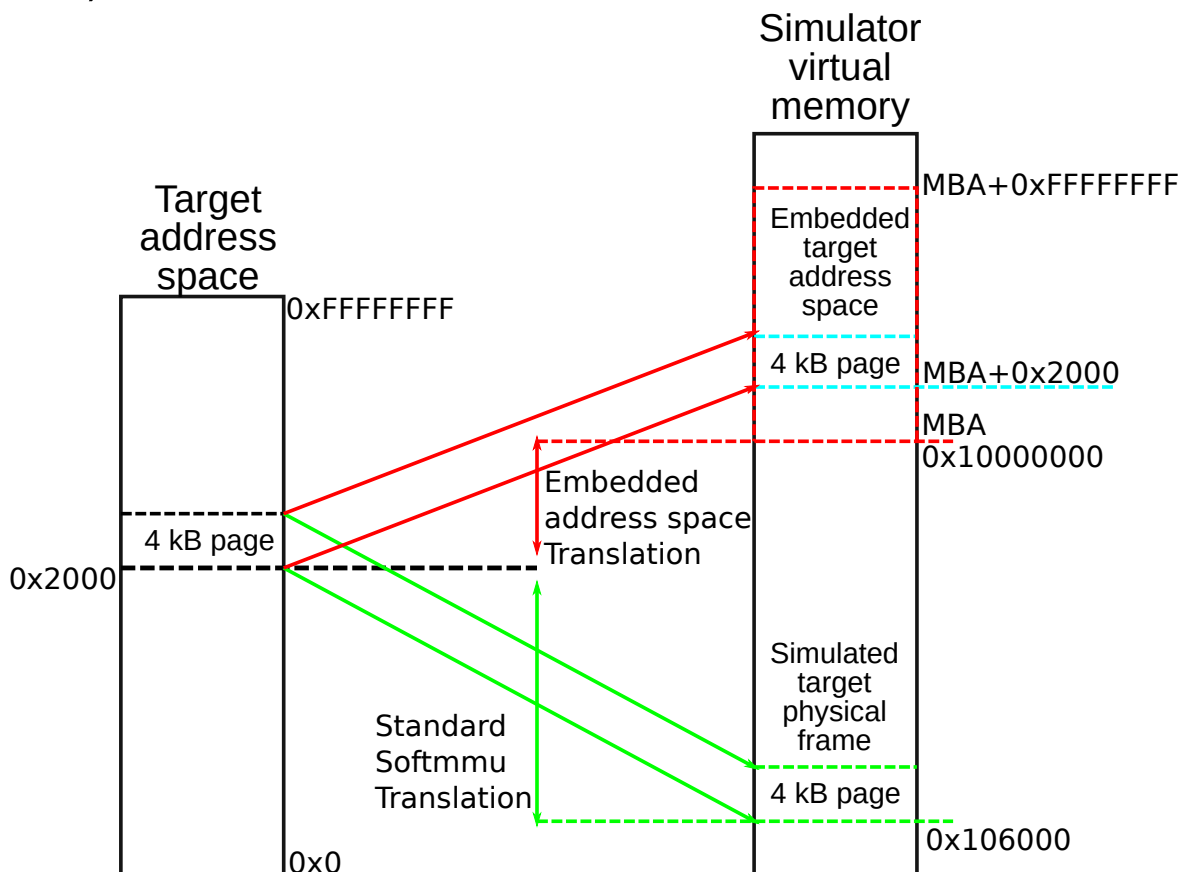 Simulator
virtual
memory
MBA+0xFFFFFFFF
Target
address
space
Embedded
target
address
space
0xFFFFFFFF
4 kB page
MBA+0x2000
MBA
0x10000000
Embedded
address space
Translation
4 kB page
0x2000
Simulated
target
physical
frame
Standard
Softmmu
Translation
4 kB page
0x106000
0x0